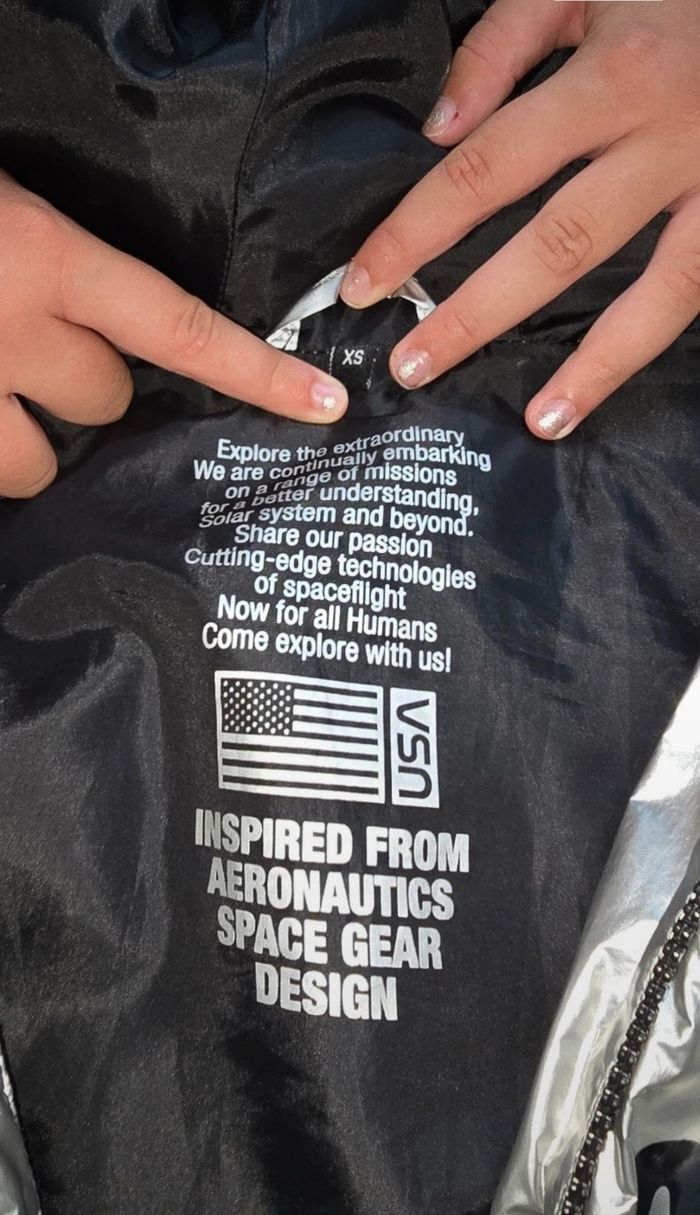 XS
Explore the extraordinary
We are continually embarking
on a range of missions
for a better understanding,
Solar system and beyond.
Share our passion
Cutting-edge technologies
of spaceflight
Now for all Humans
Come explore with us!
USA
INSPIRED FROM
AERONAUTICS
SPACE GEAR
DESIGN